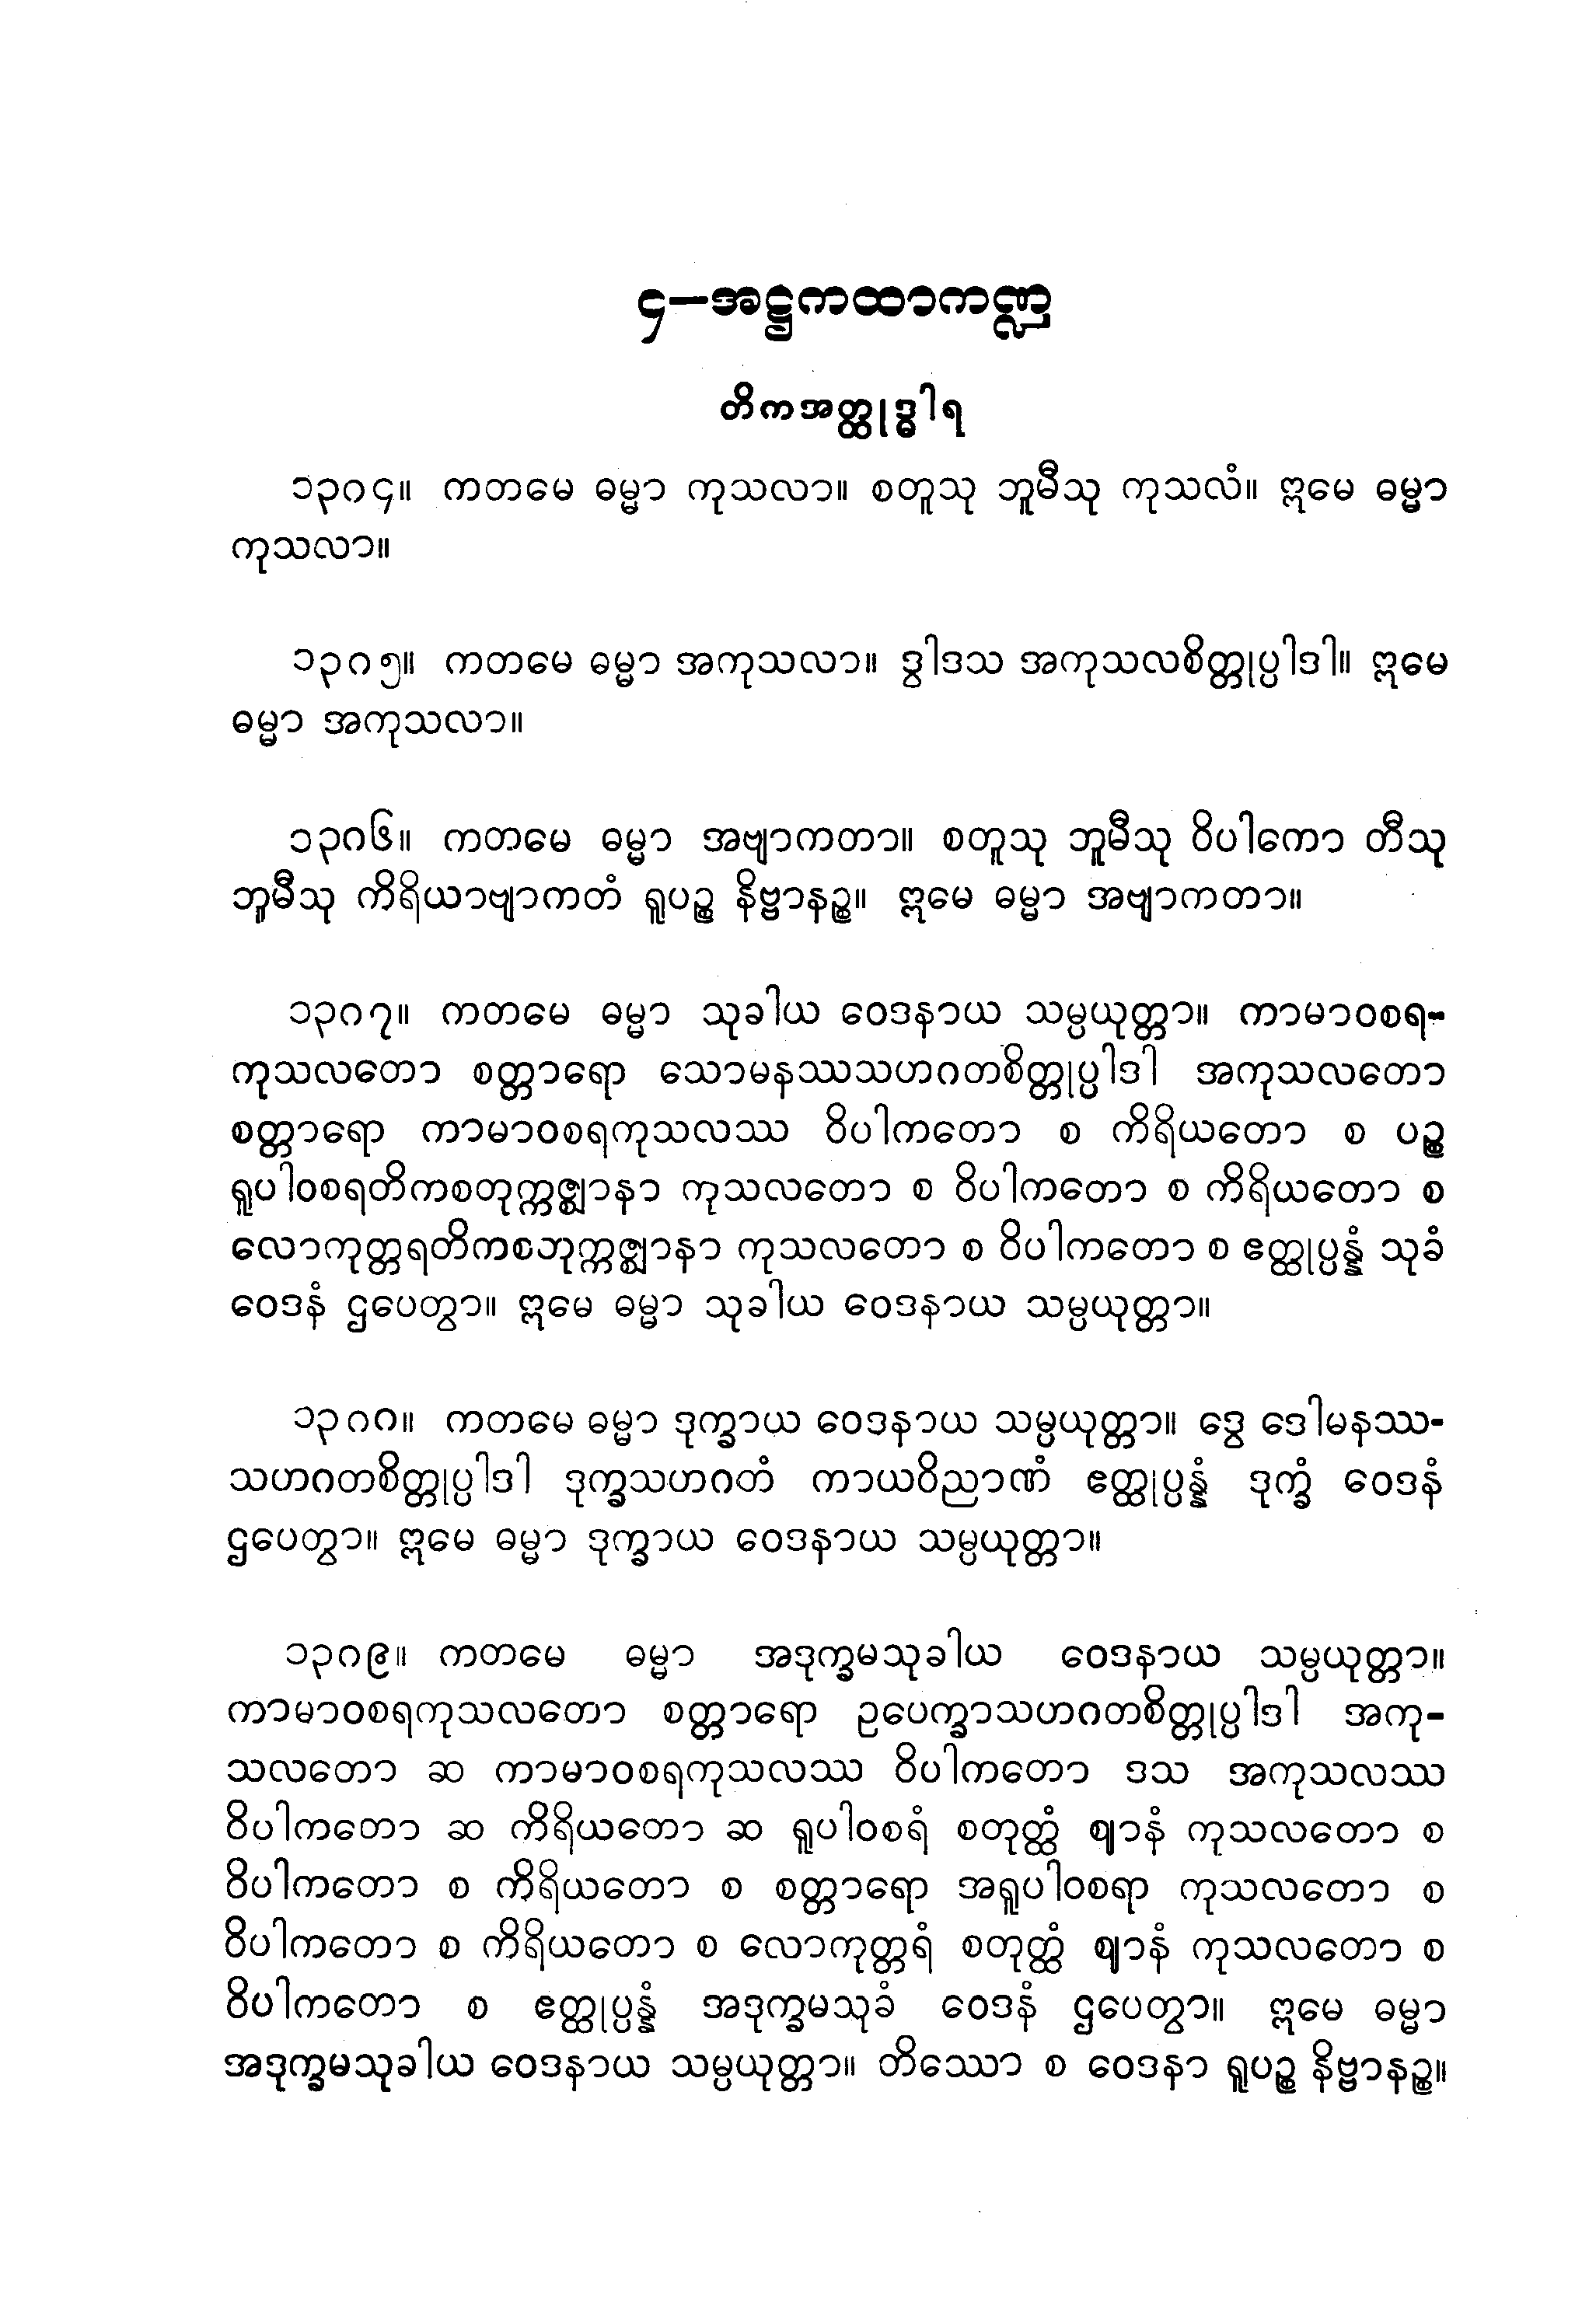 ၄—အဋ္ဌကထာကဏ္ဍ
တိကအတ္ထုဒ္ဓါရ
၁၃၈၄။ ကတမေ ဓမ္မာ ကုသလာ။ စတူသု ဘူမီသု ကုသလံ။ ဣမေ ဓမ္မာ
ကုသလာ။
၁၃၈၅။ ကတမေ ဓမ္မာ အကုသလာ။ ဒွါဒသ အကုသလစိတ္တုပ္ပါဒါ။ ဣမေ
ဓမ္မာ အကုသလာ။
၁၃၈၆။ ကတမေ ဓမ္မာ အဗျာကတာ။ စတူသု ဘူမီသု ဝိပါကော တီသု
ဘူမီသု ကိရိယာဗျာကတံ ရူပဉ္စ နိဗ္ဗာနဉ္စ။ ဣမေ ဓမ္မာ အဗျာကတာ။
၁၃၈၇။ ကတမေ ဓမ္မာ သုခါယ ဝေဒနာယ သမ္ပယုတ္တာ။ ကာမာဝစရ-
ကုသလတော စတ္တာရော သောမနဿသဟဂတစိတ္တုပ္ပါဒါ အကုသလတော
စတ္တာရော ကာမာဝစရကုသလဿ ဝိပါကတော စ ကိရိယတော စ ပဉ္စ
ရူပါဝစရတိကစတုက္ကဇ္ဈာနာ ကုသလတော စ ဝိပါကတော စ ကိရိယတော စ
လောကုတ္တရတိကစတုက္ကဇ္ဈာနာ ကုသလတော စ ဝိပါကတော စ ဧတ္ထုပ္ပန္နံ သုခံ
ဝေဒနံ ဌပေတွာ။ ဣမေ ဓမ္မာ သုခါယ ဝေဒနာယ သမ္ပယုတ္တာ။
၁၃၈၈။ ကတမေ ဓမ္မာ ဒုက္ခာယ ဝေဒနာယ သမ္ပယုတ္တာ။ ဒွေ ဒေါမနဿ-
သဟဂတစိတ္တုပ္ပါဒါ ဒုက္ခသဟဂတံ ကာယဝိညာဏံ ဧတ္ထုပ္ပန္နံ ဒုက္ခံ ဝေဒနံ
ဌပေတွာ။ ဣမေ ဓမ္မာ ဒုက္ခာယ ဝေဒနာယ သမ္ပယုတ္တာ။
၁၃၈၉။ ကတမေ ဓမ္မာ အဒုက္ခမသုခါယ ဝေဒနာယ သမ္ပယုတ္တာ။
ကာမာဝစရကုသလတော စတ္တာရော ဥပေက္ခာသဟဂတစိတ္တုပ္ပါဒါ အကု-
သလတော ဆ ကာမာဝစရကုသလဿ ဝိပါကတော ဒသ အကုသလဿ
ဝိပါကတော ဆ ကိရိယတော ဆ ရူပါဝစရံ စတုတ္ထံ ဈာနံ ကုသလတော စ
ဝိပါကတော စ ကိရိယတော စ စတ္တာရော အရူပါဝစရာ ကုသလတော စ
ဝိပါကတော စ ကိရိယတော စ လောကုတ္တရံ စတုတ္ထံ ဈာနံ ကုသလတော စ
ဝိပါကတော စ ဧတ္ထုပ္ပန္နံ အဒုက္ခမသုခံ ဝေဒနံ ဌပေတွာ။ ဣမေ ဓမ္မာ
အဒုက္ခမသုခါယ ဝေဒနာယ သမ္ပယုတ္တာ။ တိဿော စ ဝေဒနာ ရူပဉ္စ နိဗ္ဗာနဉ္စ။